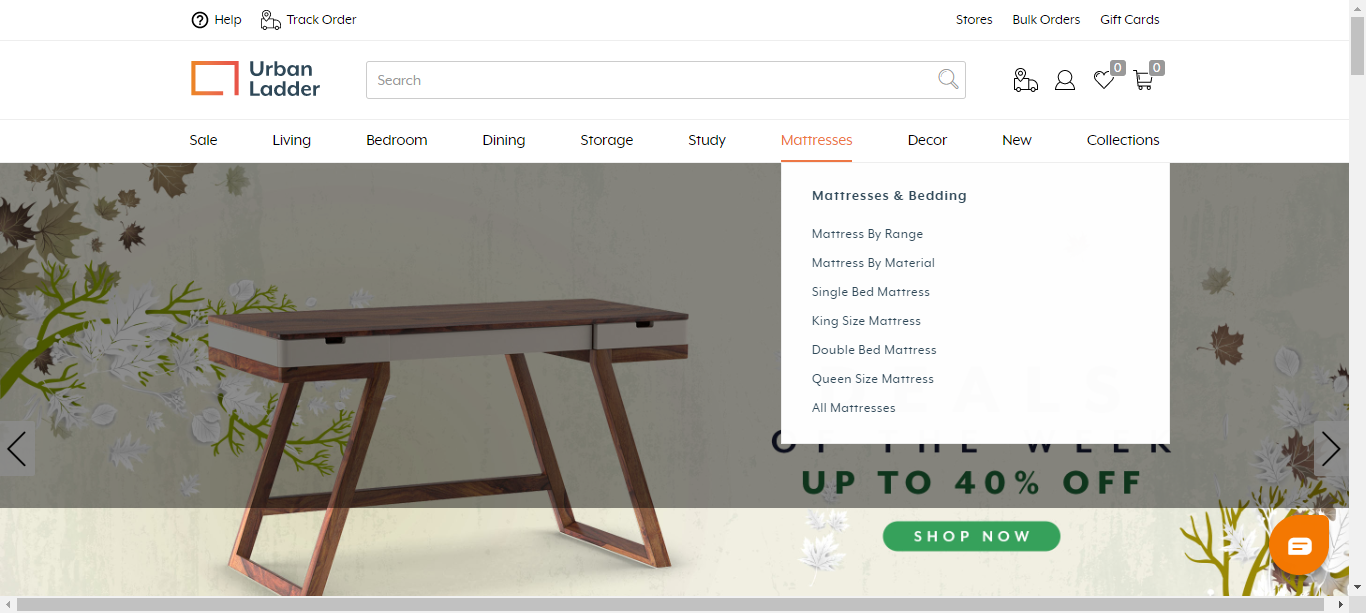 Help
Track Order
Stores
Bulk Orders
Gift Cards
Urban
Ladder
Search
0
0
Sale
Living
Bedroom
Dining
Storage
Study
Mattresses
Decor
New
Collections
Mattresses & Bedding
Mattress By Range
Mattress By Material
Single Bed Mattress
King Size Mattress
Double Bed Mattress
Queen Size Mattress
All Mattresses
OF THE WEEK
UP TO 40% OFF
SHOP NOW